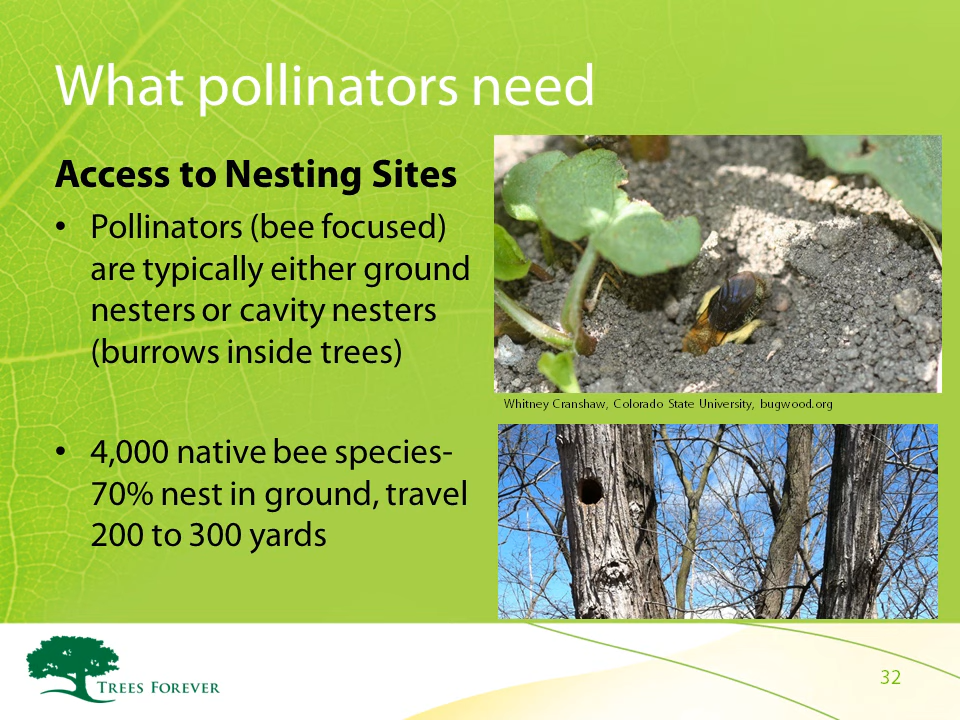 What pollinators need
Access to Nesting Sites
• Pollinators (bee focused)
are typically either ground
nesters or cavity nesters
(burrows inside trees)
• 4,000 native bee species-
70% nest in ground, travel
200 to 300 yards
Whitney Cranshaw, Colorado State University, bugwood.org
TREES FOREVER
32